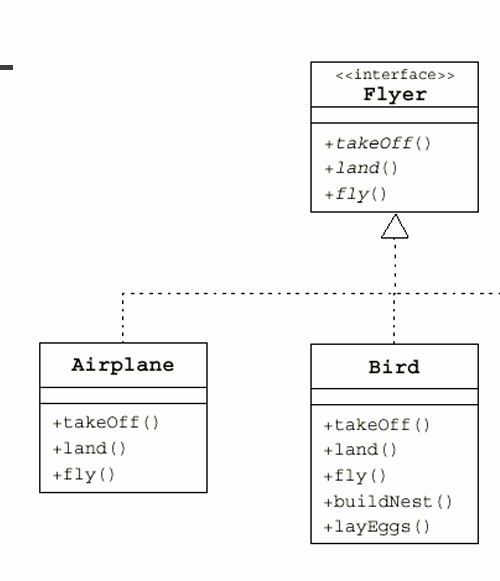 <<interface>>
Flyer
+takeOff()
+land()
+fly()
Airplane
+takeOff()
+land()
+fly()
Bird
+takeOff()
+land()
+fly()
+buildNest()
+layEggs()